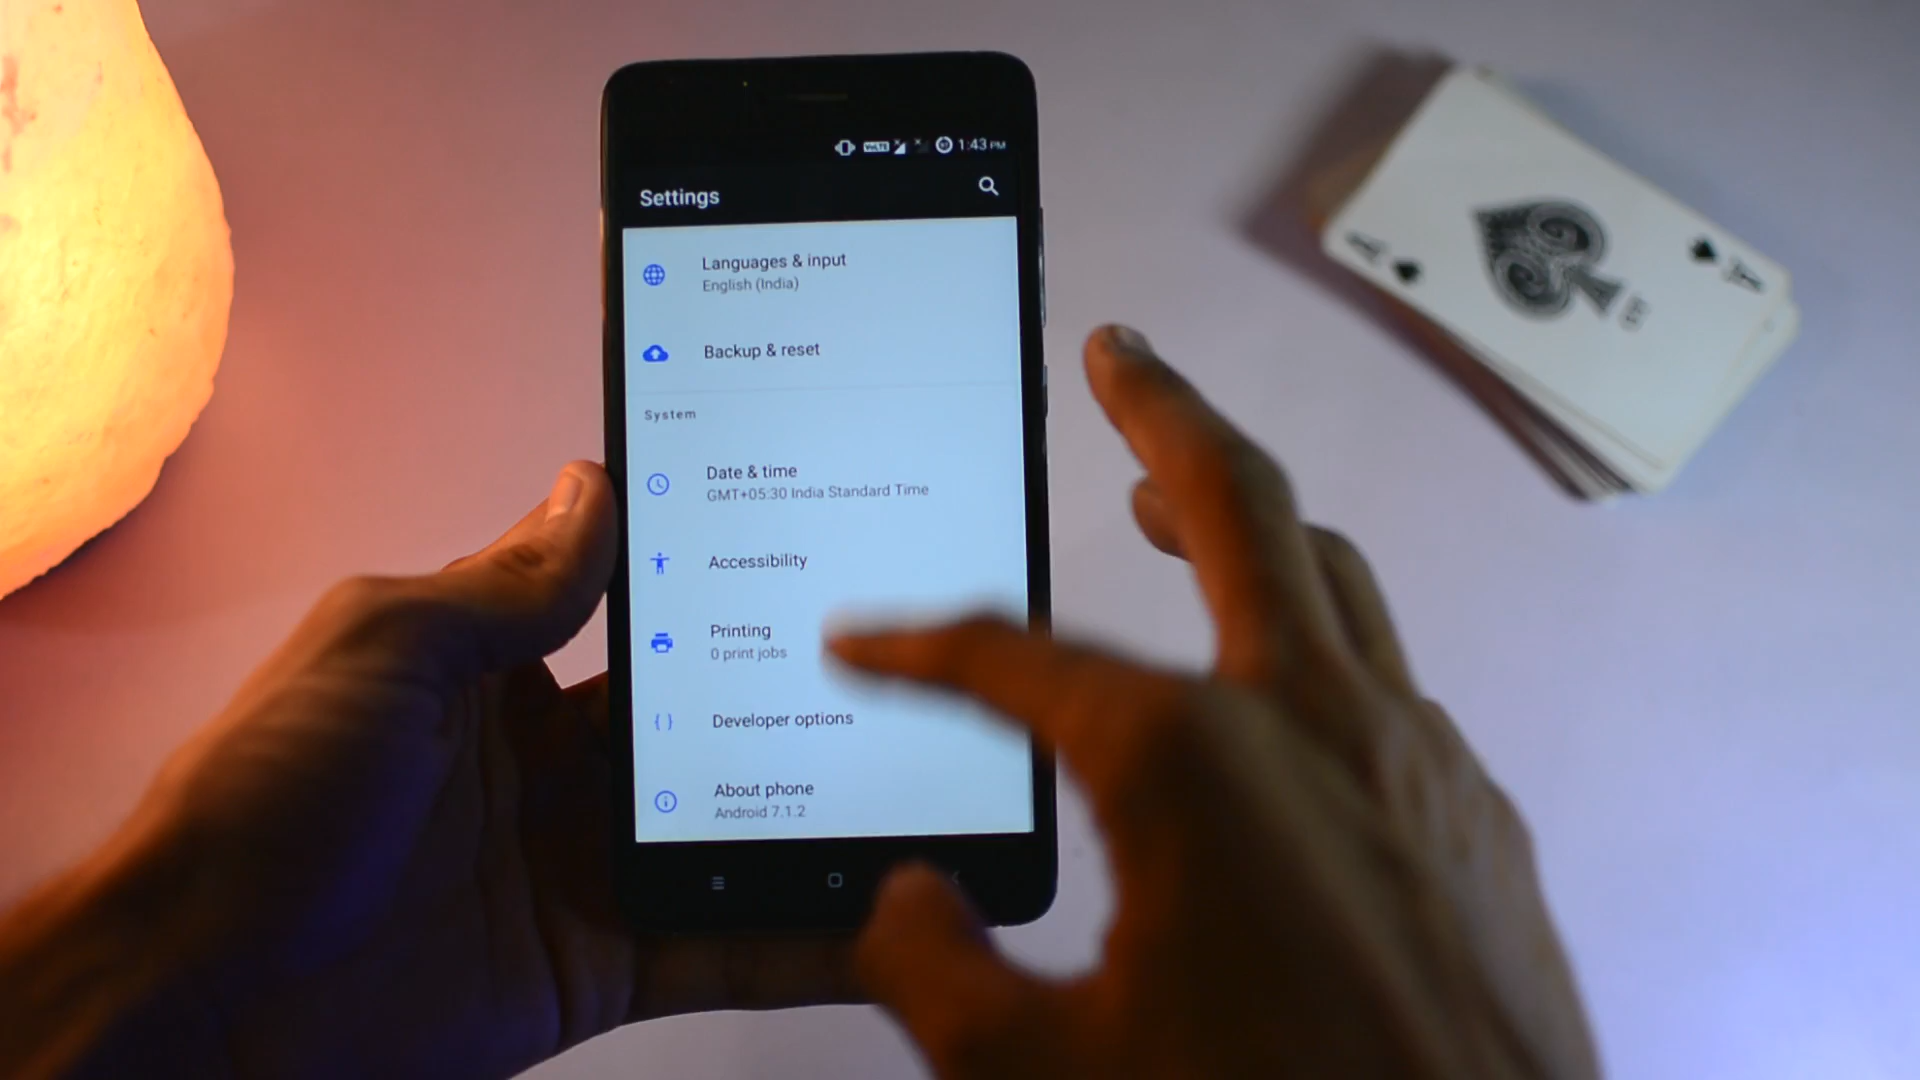 VoLTE 1:43 PM
Settings
Languages & input
English (India)
Backup & reset
System
Date & time
GMT+05:30 India Standard Time
Accessibility
Printing
0 print jobs
Developer options
About phone
Android 7.1.2
A
A